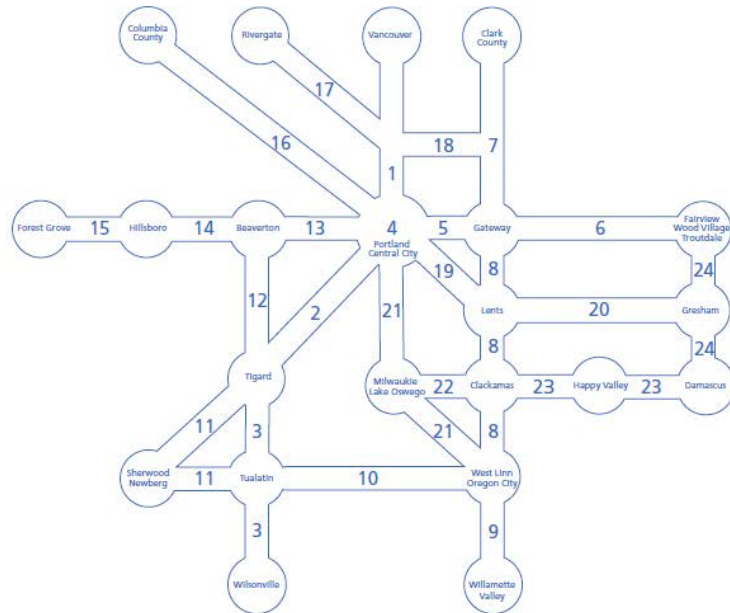 Columbia
County
Rivergate
Vancouver
Clark
County
17
16
18
7
1
Forest Grove
15
Hillsboro
14
Beaverton
13
4
Portland
Central City
5
Gateway
6
Fairview
Wood Village
Troutdale
19
8
24
12
2
21
Lents
20
Gresham
8
24
Tigard
Milwaukie
Lake Oswego
22
Clackamas
23
Happy Valley
23
Damascus
11
3
21
8
Sherwood
Newberg
11
Tualatin
10
West Linn
Oregon City
3
9
Wilsonville
Willamette
Valley